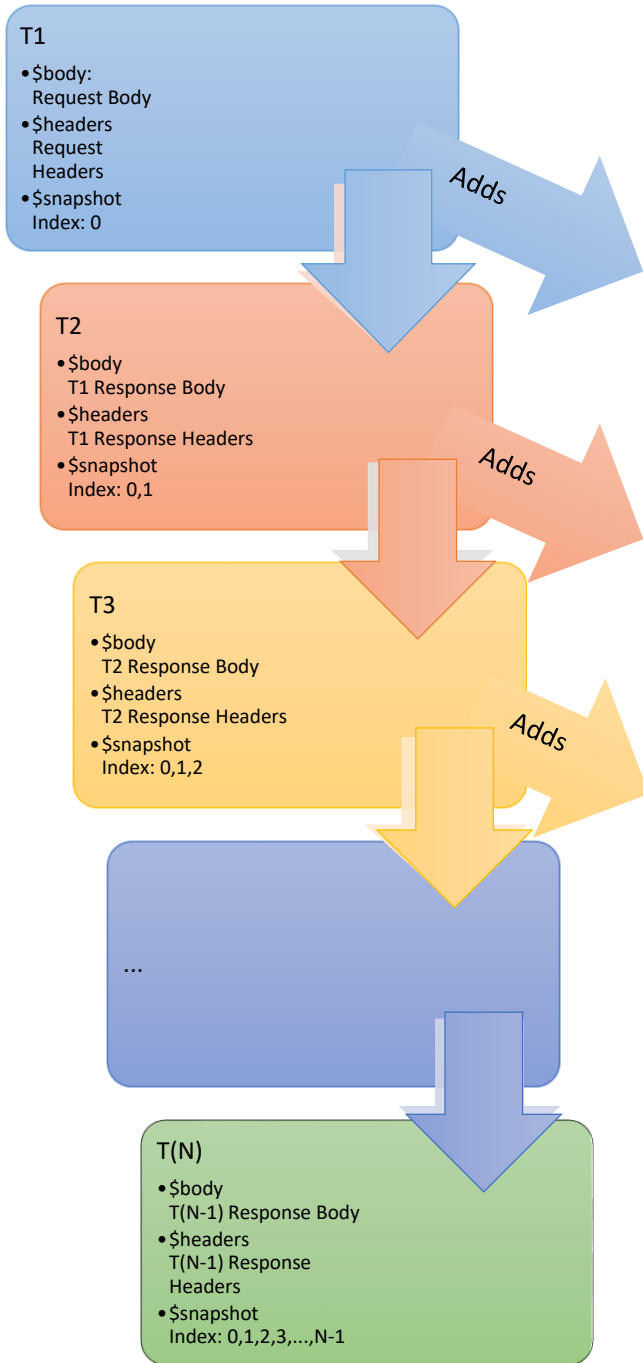 T1
•$body:
Request Body
•$headers
Request
Headers
•$snapshot
Index: 0
Adds
T2
•$body
T1 Response Body
•$headers
T1 Response Headers
•$snapshot
Index: 0,1
Adds
T3
•$body
T2 Response Body
•$headers
T2 Response Headers
•$snapshot
Index: 0,1,2
Adds
...
T(N)
•$body
T(N-1) Response Body
•$headers
T(N-1) Response
Headers
•$snapshot
Index: 0,1,2,3,...,N-1